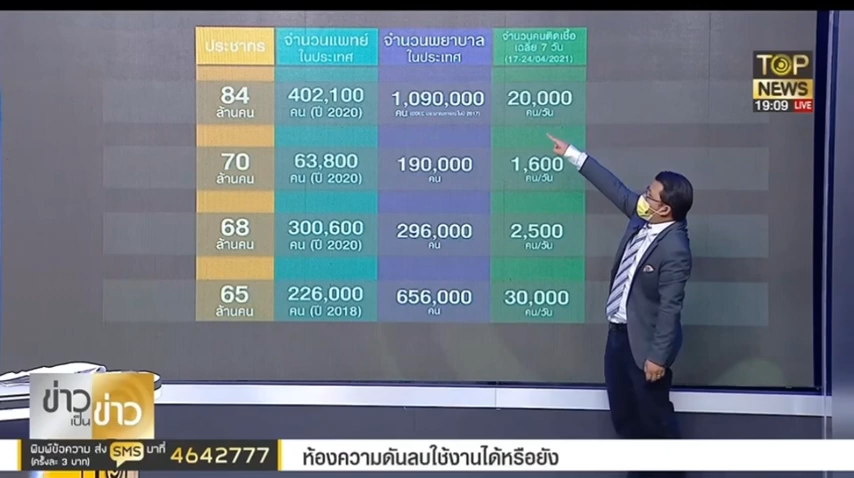 ประชากร
จำนวนแพทย์
ในประเทศ
จำนวนพยาบาล
ในประเทศ
จำนวนคนติดเชื้อ
เฉลี่ย 7 วัน
(17-24/04/2021)
84
ล้านคน
402,100
คน (ปี 2020)
1,090,000
คน
20,000
คน/วัน
70
ล้านคน
63,800
คน (ปี 2020)
190,000
คน
1,600
คน/วัน
68
ล้านคน
300,600
คน (ปี 2020)
296,000
คน
2,500
คน/วัน
65
ล้านคน
226,000
คน (ปี 2018)
656,000
คน
30,000
คน/วัน
TOP
NEWS
19:09 LIVE
ข่าว
เป็น
ข่าว
พิมพ์ข้อความ ส่ง SMS มาที่ 4642777
(ครั้งละ 3 บาท)
ห้องความดันลบใช้งานได้หรือยัง